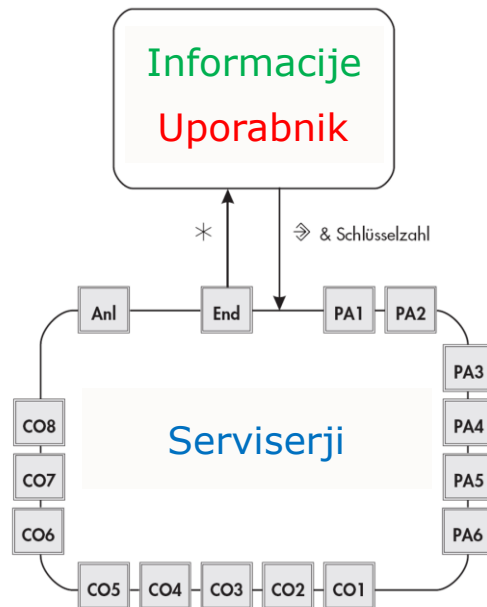 Informacije
Uporabnik
* & Schlüsselzahl
Anl End PA1 PA2
PA3
CO8 Serviserji PA4
CO7 PA5
CO6 PA6
CO5 CO4 CO3 CO2 CO1